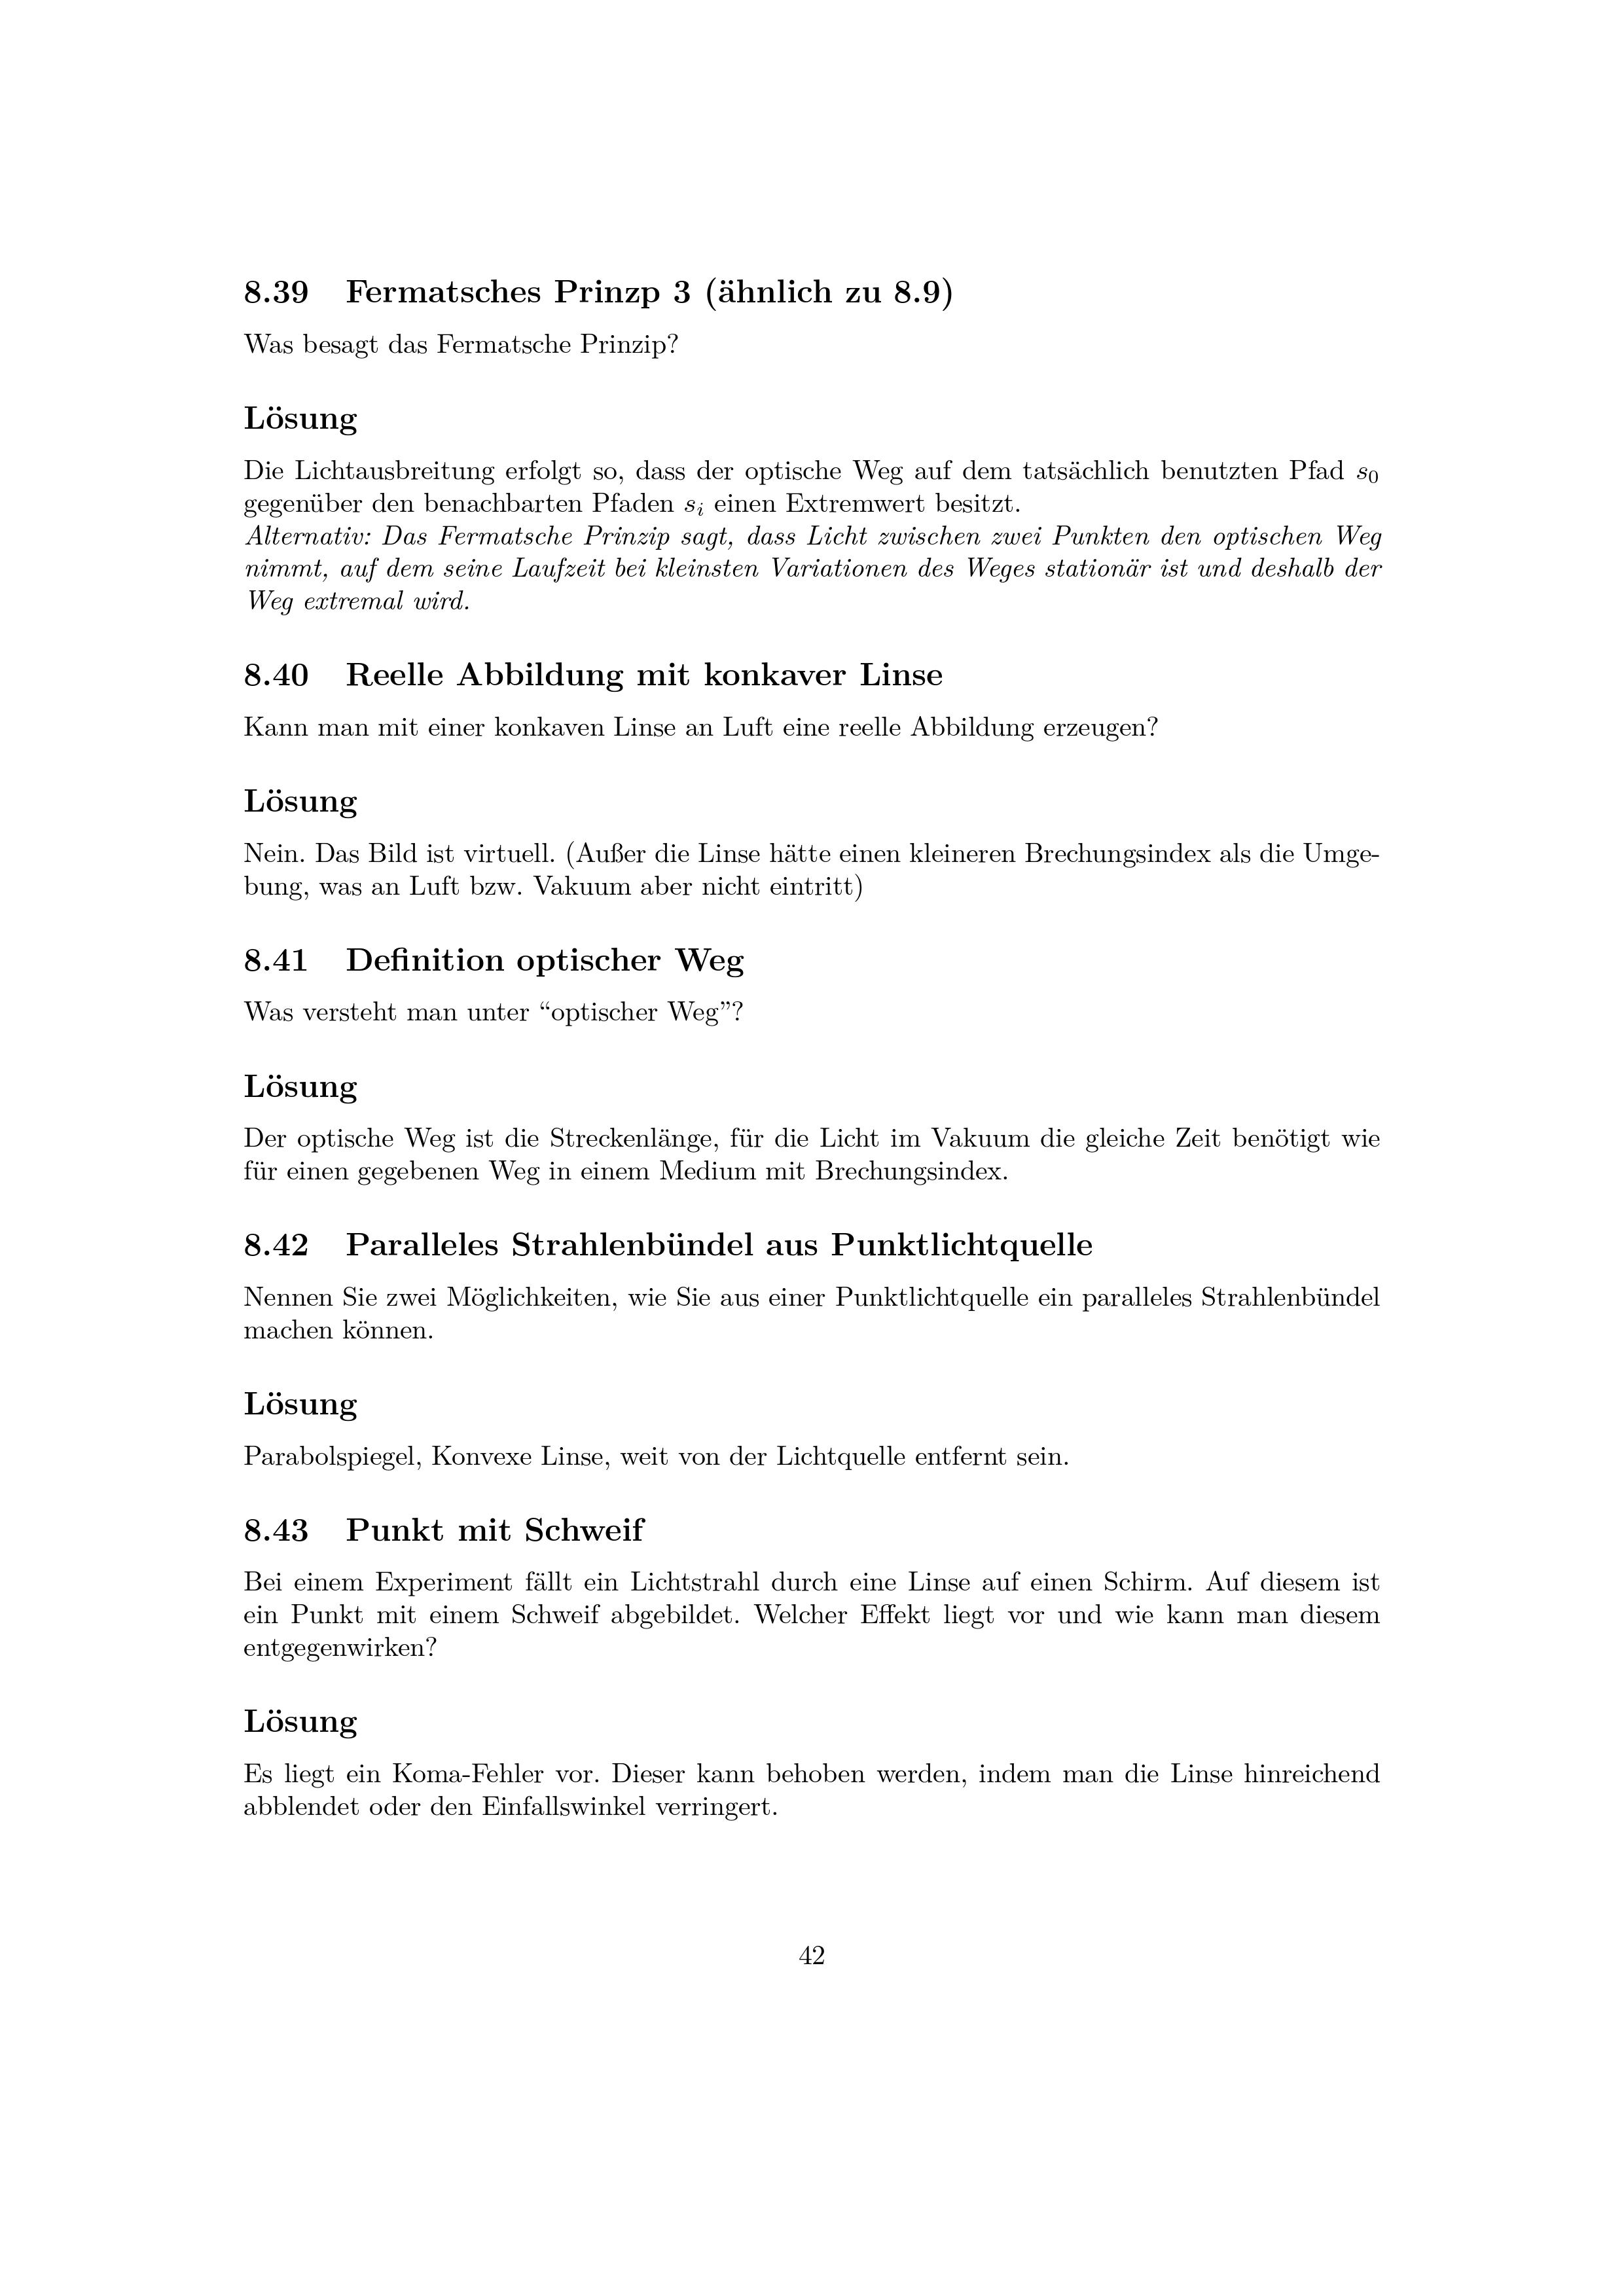 8.39 Fermatsches Prinzp 3 (ähnlich zu 8.9)
Was besagt das Fermatsche Prinzip?
Lösung
Die Lichtausbreitung erfolgt so, dass der optische Weg auf dem tatsächlich benutzten Pfad s₀
gegenüber den benachbarten Pfaden sᵢ einen Extremwert besitzt.
Alternativ: Das Fermatsche Prinzip sagt, dass Licht zwischen zwei Punkten den optischen Weg
nimmt, auf dem seine Laufzeit bei kleinsten Variationen des Weges stationär ist und deshalb der
Weg extremal wird.
8.40 Reelle Abbildung mit konkaver Linse
Kann man mit einer konkaven Linse an Luft eine reelle Abbildung erzeugen?
Lösung
Nein. Das Bild ist virtuell. (Außer die Linse hätte einen kleineren Brechungsindex als die Umge-
bung, was an Luft bzw. Vakuum aber nicht eintritt)
8.41 Definition optischer Weg
Was versteht man unter “optischer Weg”?
Lösung
Der optische Weg ist die Streckenlänge, für die Licht im Vakuum die gleiche Zeit benötigt wie
für einen gegebenen Weg in einem Medium mit Brechungsindex.
8.42 Paralleles Strahlenbündel aus Punktlichtquelle
Nennen Sie zwei Möglichkeiten, wie Sie aus einer Punktlichtquelle ein paralleles Strahlenbündel
machen können.
Lösung
Parabolspiegel, Konvexe Linse, weit von der Lichtquelle entfernt sein.
8.43 Punkt mit Schweif
Bei einem Experiment fällt ein Lichtstrahl durch eine Linse auf einen Schirm. Auf diesem ist
ein Punkt mit einem Schweif abgebildet. Welcher Effekt liegt vor und wie kann man diesem
entgegenwirken?
Lösung
Es liegt ein Koma-Fehler vor. Dieser kann behoben werden, indem man die Linse hinreichend
abblendet oder den Einfallswinkel verringert.
42